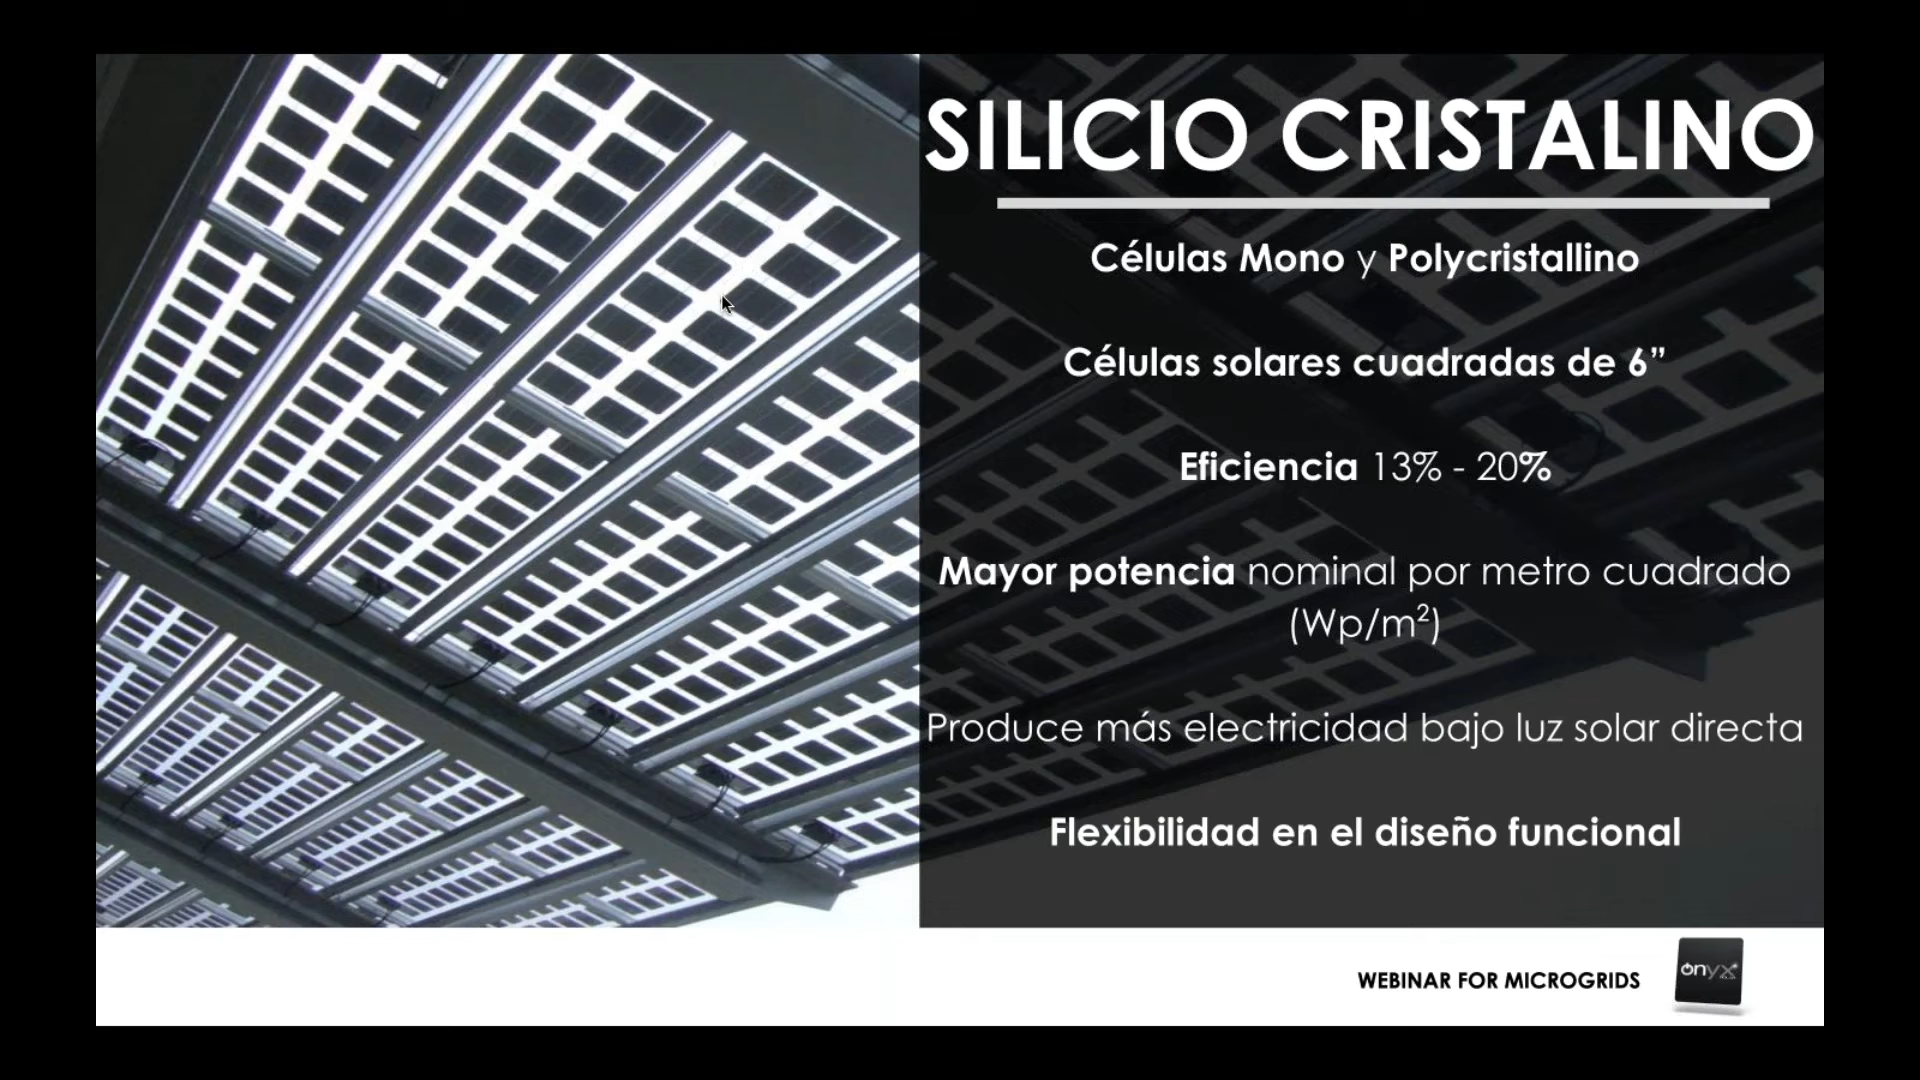 SILICIO CRISTALINO
Células Mono y Polycristallino
Células solares cuadradas de 6”
Eficiencia 13% - 20%
Mayor potencia nominal por metro cuadrado
(Wp/m²)
Produce más electricidad bajo luz solar directa
Flexibilidad en el diseño funcional
WEBINAR FOR MICROGRIDS
onyx